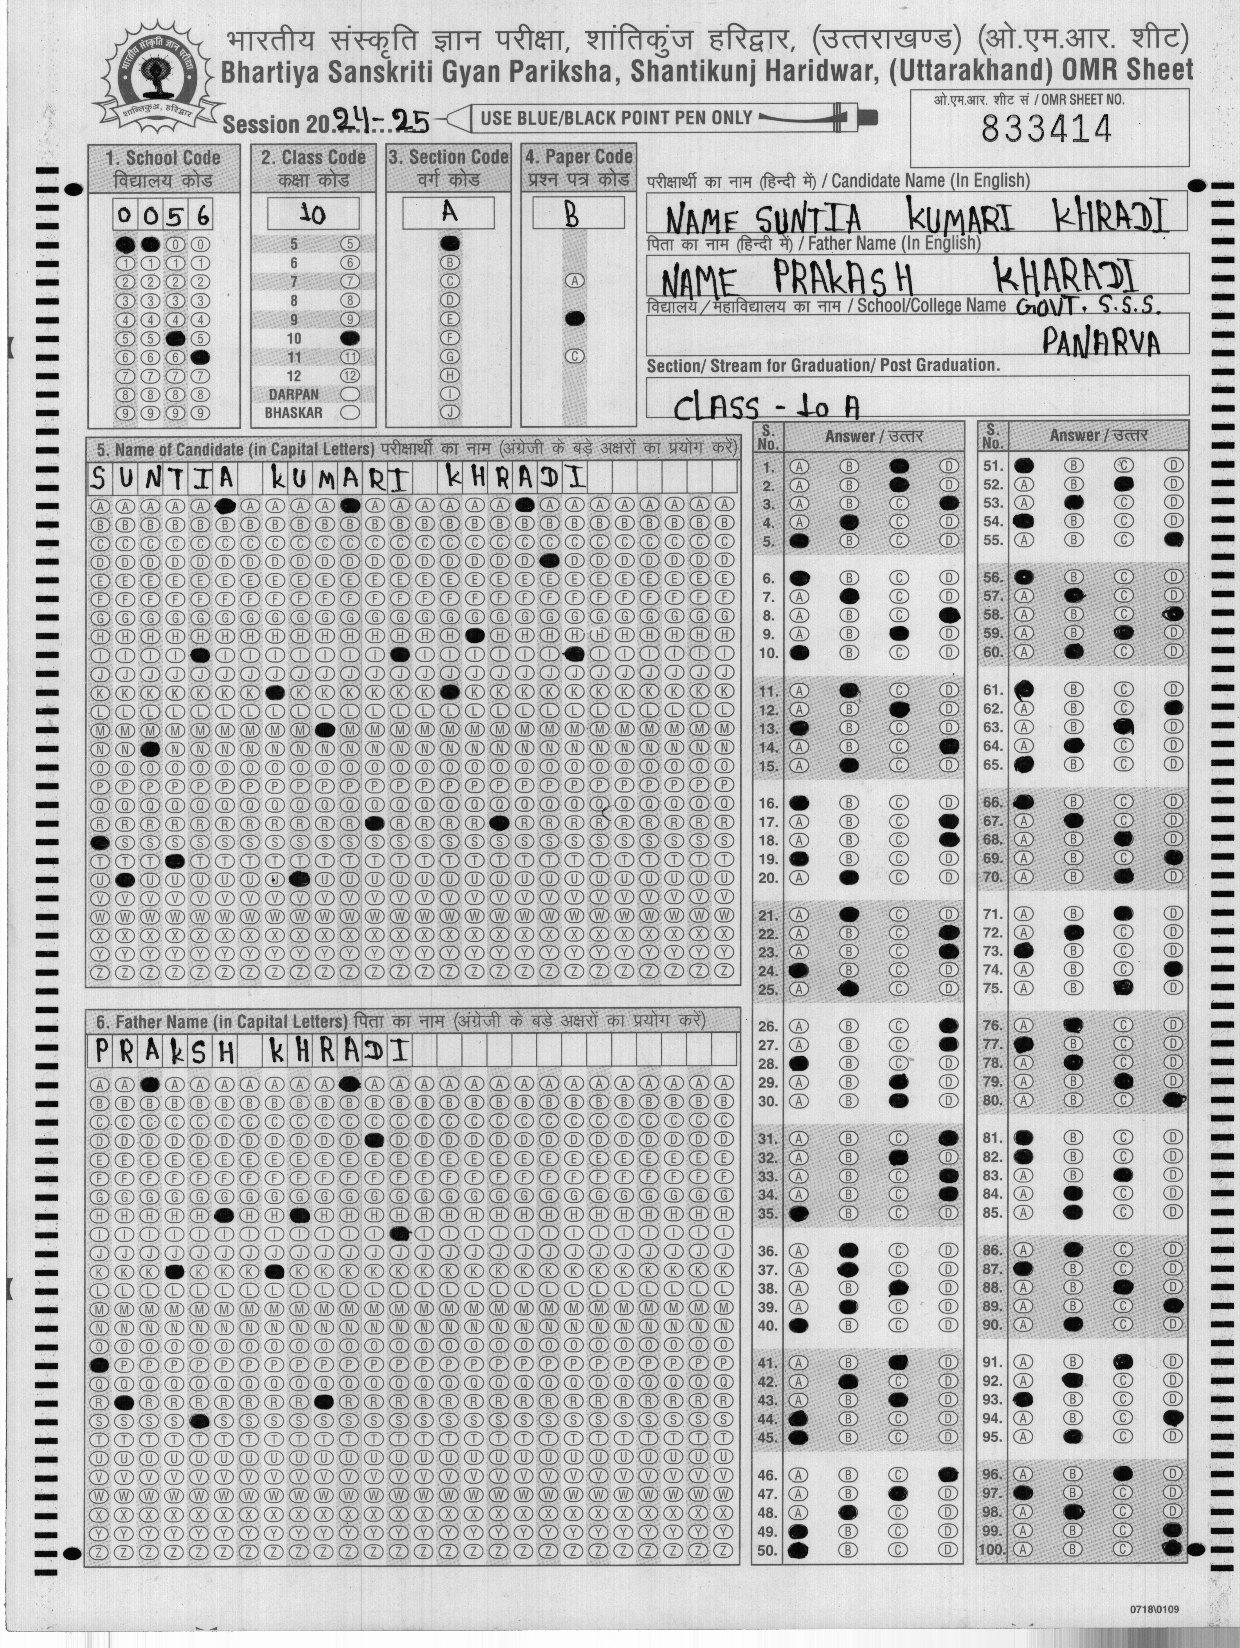 भारतीय संस्कृति ज्ञान परीक्षा, शांतिकुंज हरिद्वार, (उत्तराखण्ड) (ओ.एम.आर. शीट)
Bhartiya Sanskriti Gyan Pariksha, Shantikunj Haridwar, (Uttarakhand) OMR Sheet
Session 2024-25
USE BLUE/BLACK POINT PEN ONLY
ओ.एम.आर. शीट सं / OMR SHEET NO.
833414
1. School Code
विद्यालय कोड
0056
2. Class Code
कक्षा कोड
10
5
6
7
8
9
10
11
12
DARPAN
BHASKAR
3. Section Code
वर्ग कोड
A
4. Paper Code
प्रश्न पत्र कोड
B
परीक्षार्थी का नाम (हिन्दी में) / Candidate Name (In English)
NAME SUNTIA KUMARI KHRADI
पिता का नाम (हिन्दी में) / Father Name (In English)
NAME PRAKASH KHARADI
विद्यालय / महाविद्यालय का नाम / School/College Name GOVT. S.S.S.
PANARVA
Section/ Stream for Graduation/ Post Graduation.
CLASS - 10 A
5. Name of Candidate (in Capital Letters) परीक्षार्थी का नाम (अंग्रेजी के बड़े अक्षरों का प्रयोग करें)
SUNTIA KUMARI KHRADI
6. Father Name (in Capital Letters) पिता का नाम (अंग्रेजी के बड़े अक्षरों का प्रयोग करें)
PRAKSH KHRADI
S. No. Answer / उत्तर
S. No. Answer / उत्तर
0718\0109